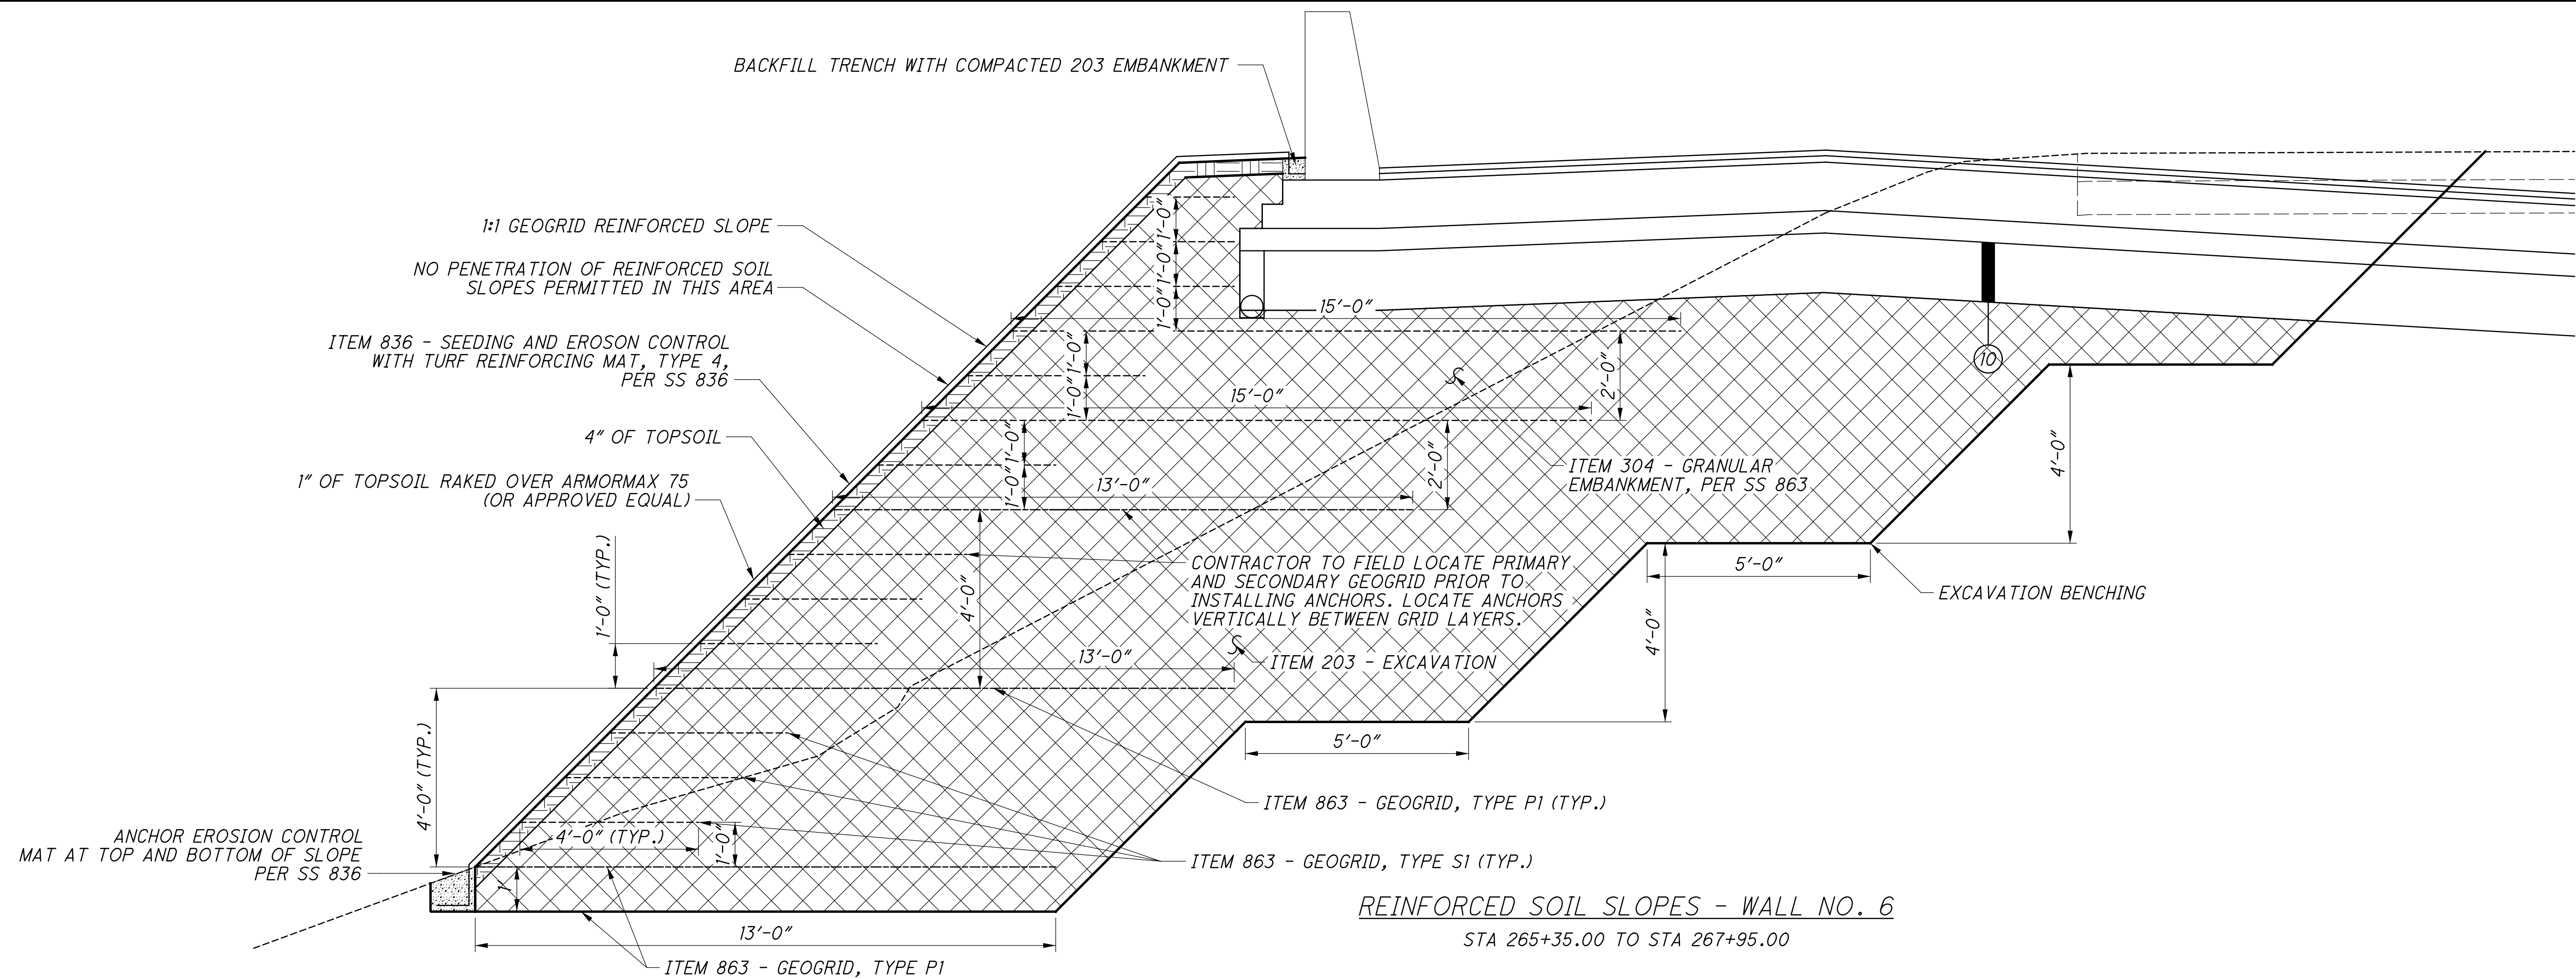 BACKFILL TRENCH WITH COMPACTED 203 EMBANKMENT
1:1 GEOGRID REINFORCED SLOPE
NO PENETRATION OF REINFORCED SOIL
SLOPES PERMITTED IN THIS AREA
ITEM 836 - SEEDING AND EROSON CONTROL
WITH TURF REINFORCING MAT, TYPE 4,
PER SS 836
4" OF TOPSOIL
1" OF TOPSOIL RAKED OVER ARMORMAX 75
(OR APPROVED EQUAL)
1'-0" (TYP.)
4'-0" (TYP.)
ANCHOR EROSION CONTROL
MAT AT TOP AND BOTTOM OF SLOPE
PER SS 836
1'-0"
1'-0"
1'-0"
15'-0"
1'-0"
1'-0"
2'-0"
15'-0"
1'-0"
1'-0"
2'-0"
13'-0"
4'-0"
13'-0"
10
ITEM 304 - GRANULAR
EMBANKMENT, PER SS 863
CONTRACTOR TO FIELD LOCATE PRIMARY
AND SECONDARY GEOGRID PRIOR TO
INSTALLING ANCHORS. LOCATE ANCHORS
VERTICALLY BETWEEN GRID LAYERS.
ITEM 203 - EXCAVATION
4'-0"
5'-0"
EXCAVATION BENCHING
4'-0"
5'-0"
ITEM 863 - GEOGRID, TYPE P1 (TYP.)
4'-0" (TYP.)
1'-0"
ITEM 863 - GEOGRID, TYPE S1 (TYP.)
1'
13'-0"
ITEM 863 - GEOGRID, TYPE P1
REINFORCED SOIL SLOPES - WALL NO. 6
STA 265+35.00 TO STA 267+95.00